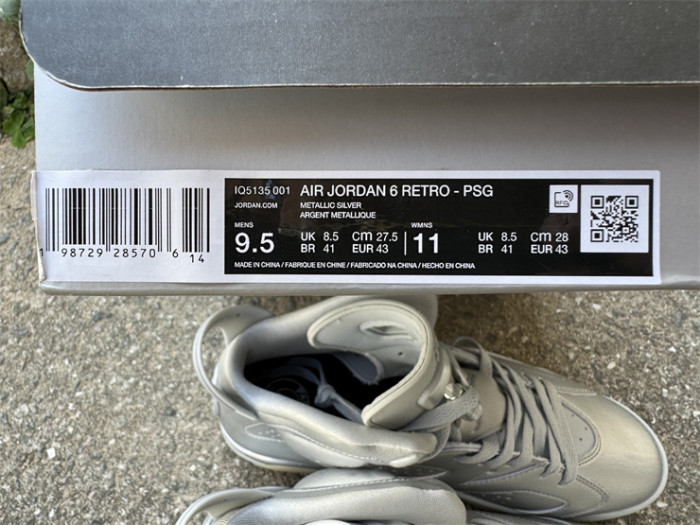 IQ5135 001 AIR JORDAN 6 RETRO - PSG
JORDAN.COM METALLIC SILVER
ARGENT METALLIQUE
MENS
9.5
UK 8.5 CM 27.5
BR 41 EUR 43
WMNS
11
UK 8.5 CM 28
BR 41 EUR 43
MADE IN CHINA / FABRIQUE EN CHINE / FABRICADO NA CHINA / HECHO EN CHINA
1 98729 28570 6 14
RFID